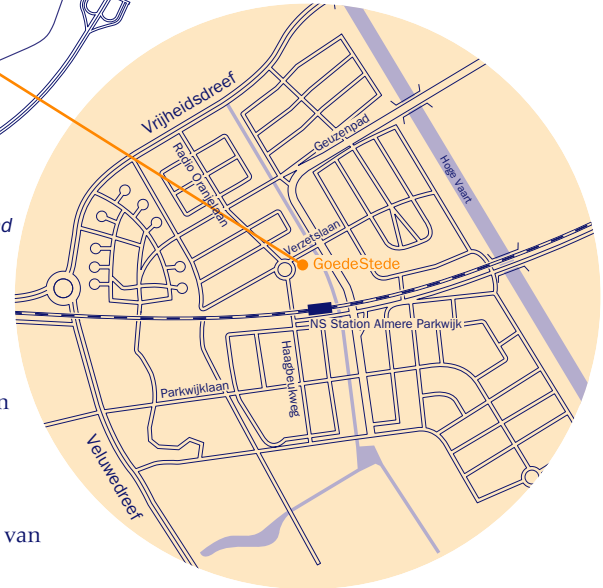 Vrijheidsdreef
Geuzenpad
Radio Oranjelaan
Hoge Vaart
Verzetslaan
d
GoedeStede
NS Station Almere Parkwijk
Haagbeukweg
Parkwijklaan
n
Veluwedreef
van